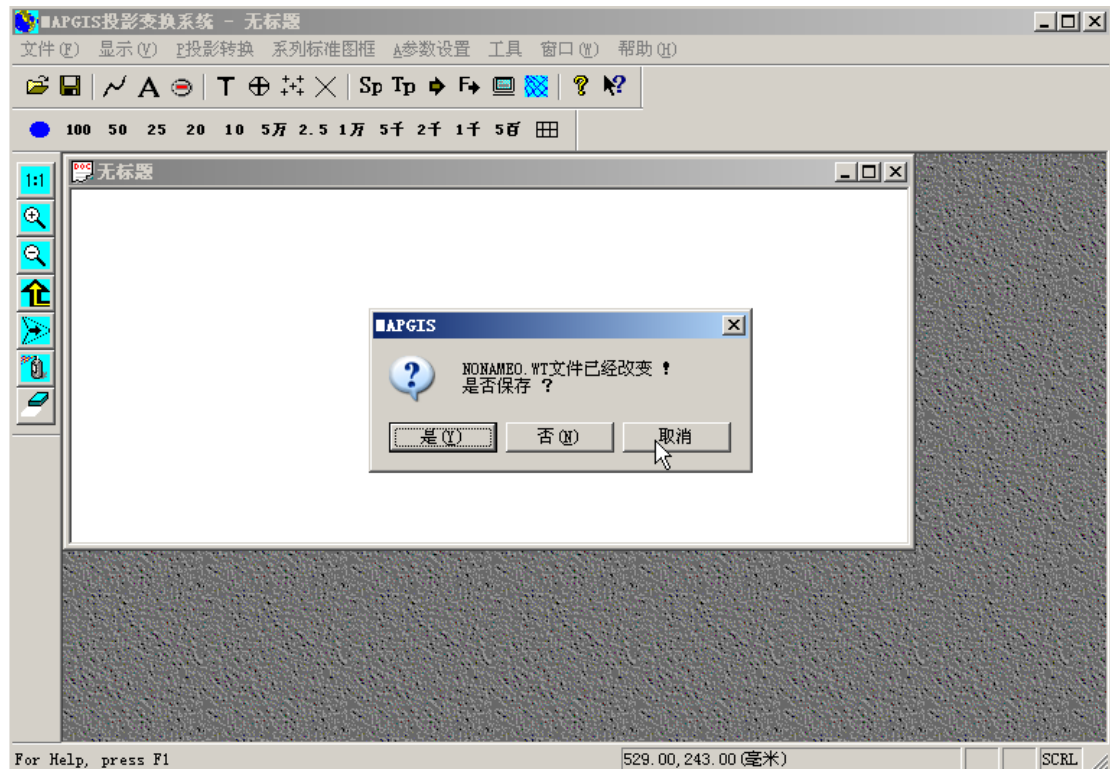 ■APGIS投影变换系统 - 无标题
文件(F) 显示(V) P投影转换 系列标准图框 A参数设置 工具 窗口(W) 帮助(H)
A T Sp Tp F
100 50 25 20 10 5万 2.5 1万 5千 2千 1千 5百
1:1
DOC 无标题
■APGIS
NONAME0.WT文件已经改变 !
是否保存 ?
是(Y) 否(N) 取消
For Help, press F1 529.00,243.00(毫米) SCRL